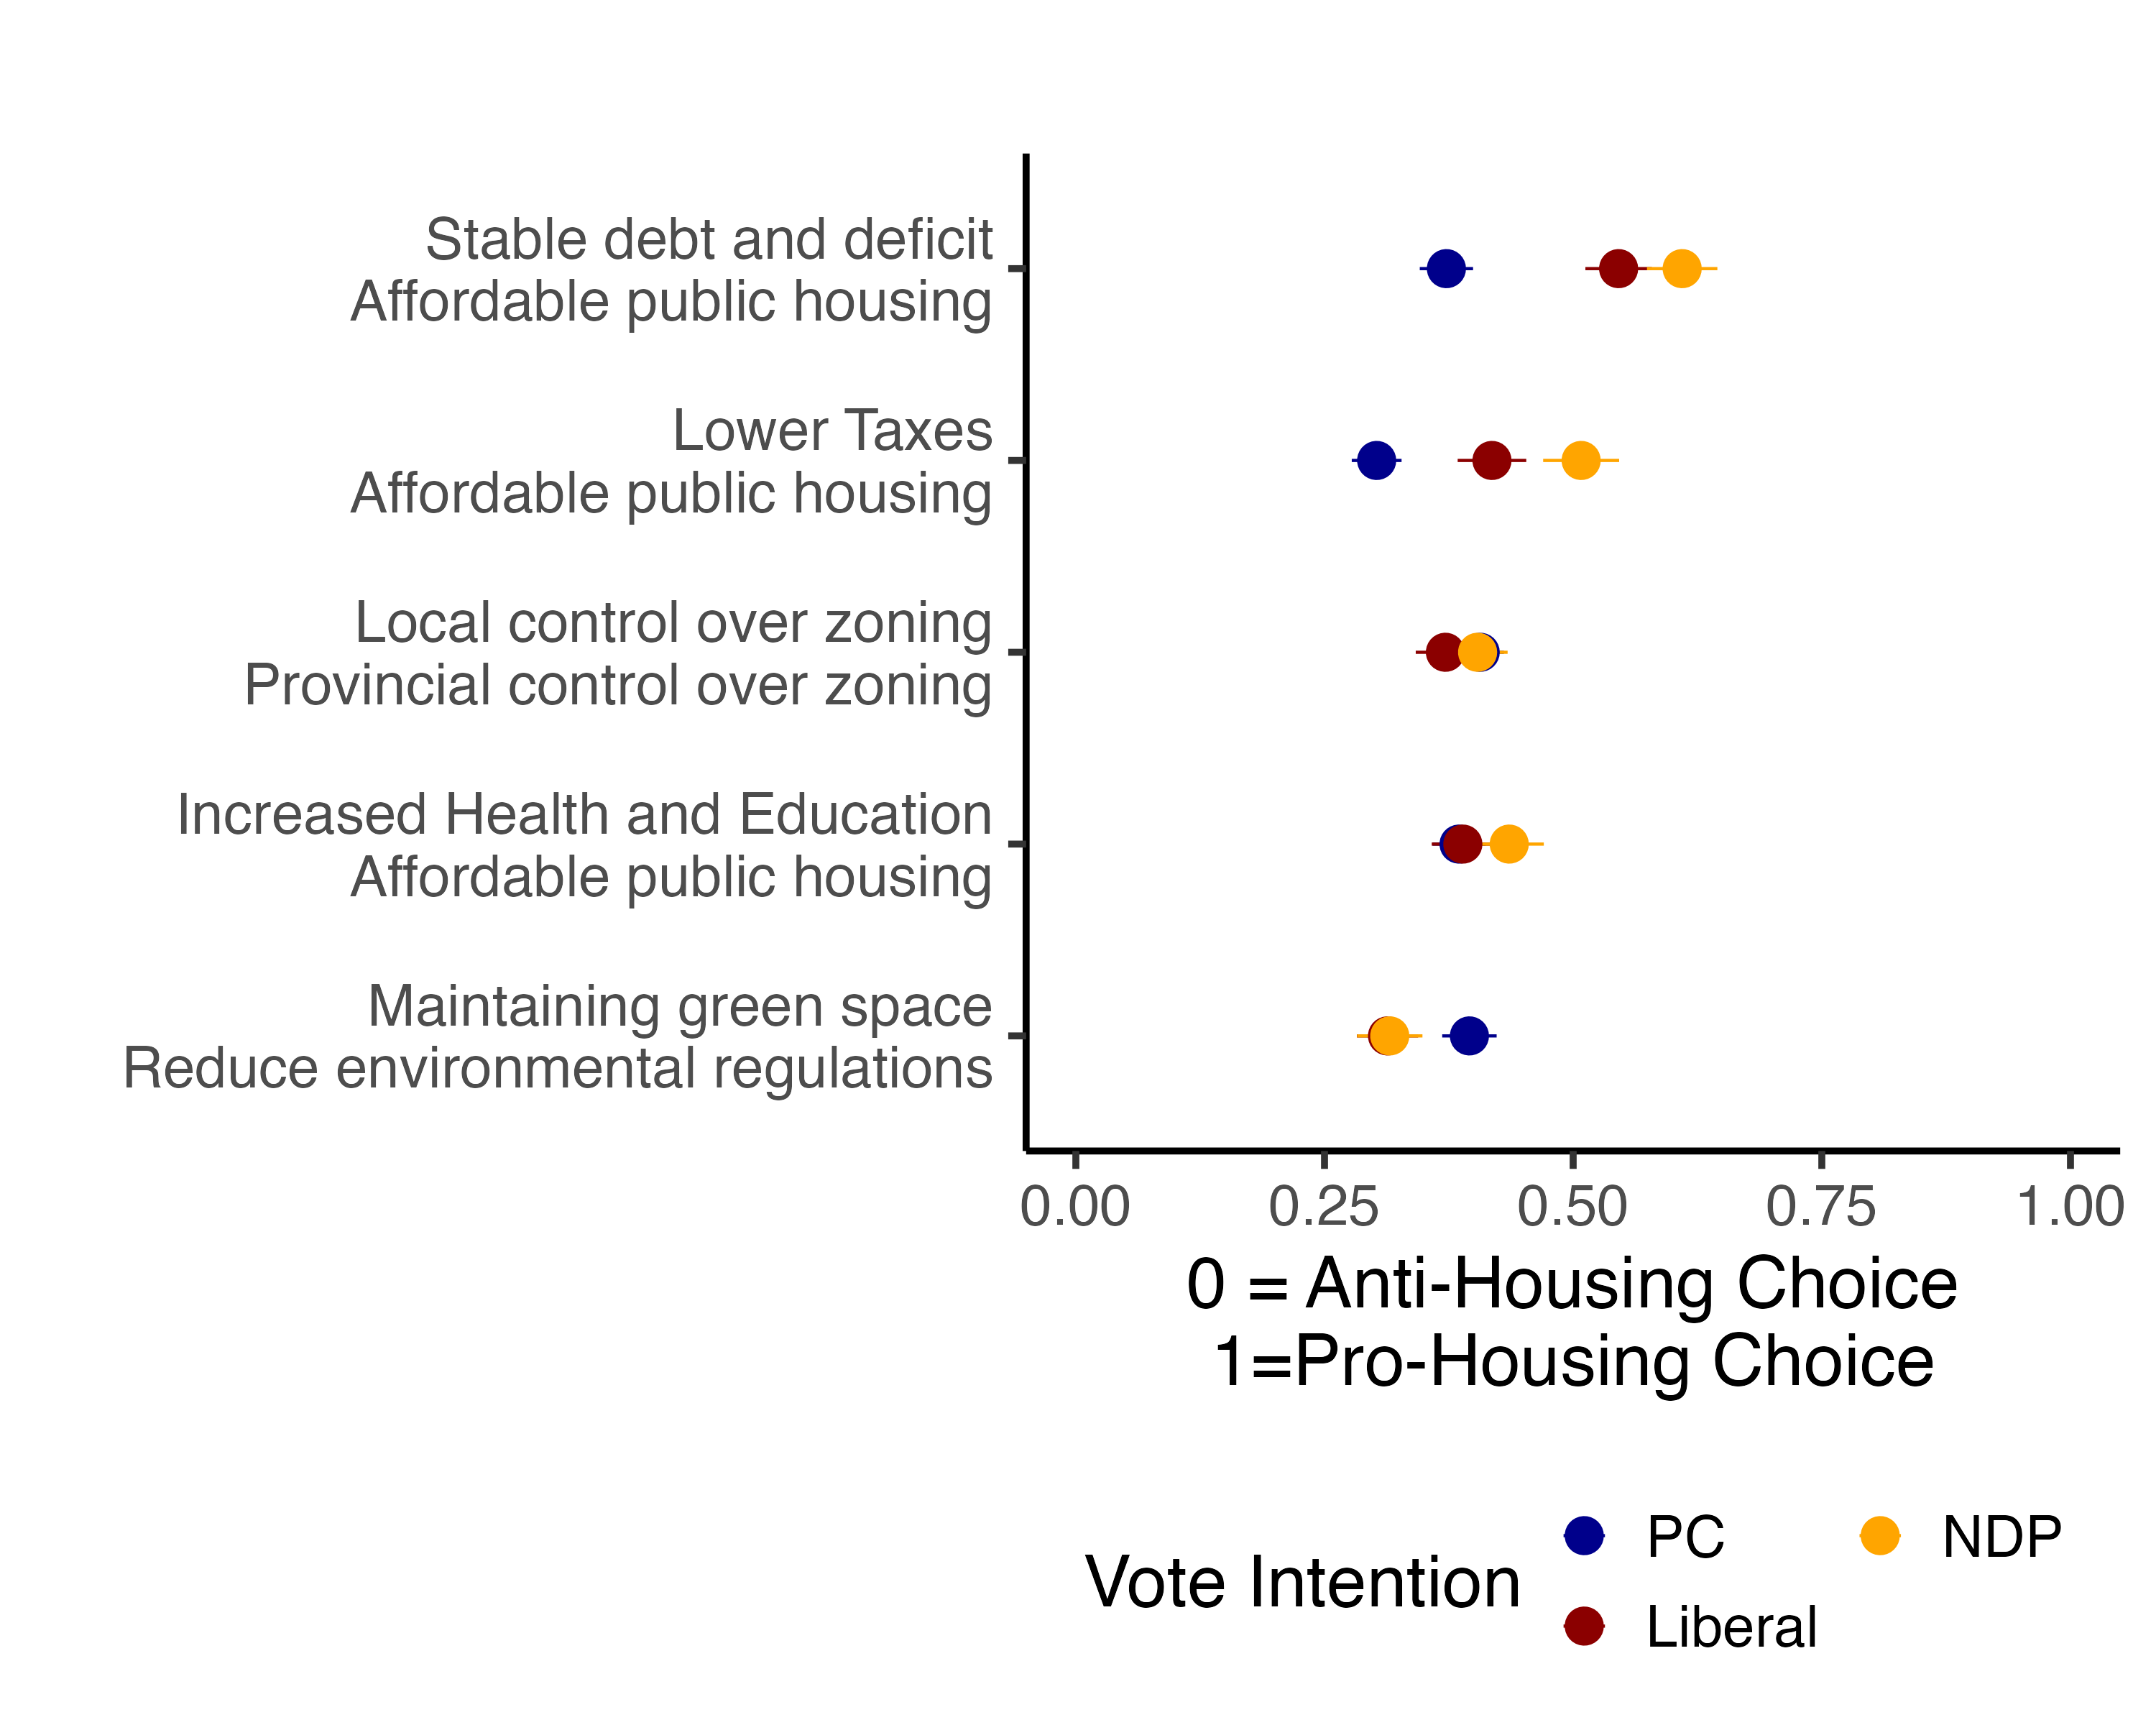 Stable debt and deficit
Affordable public housing
Lower Taxes
Affordable public housing
Local control over zoning
Provincial control over zoning
Increased Health and Education
Affordable public housing
Maintaining green space
Reduce environmental regulations
0.00 0.25 0.50 0.75 1.00
0 = Anti-Housing Choice
1=Pro-Housing Choice
Vote Intention
PC NDP
Liberal